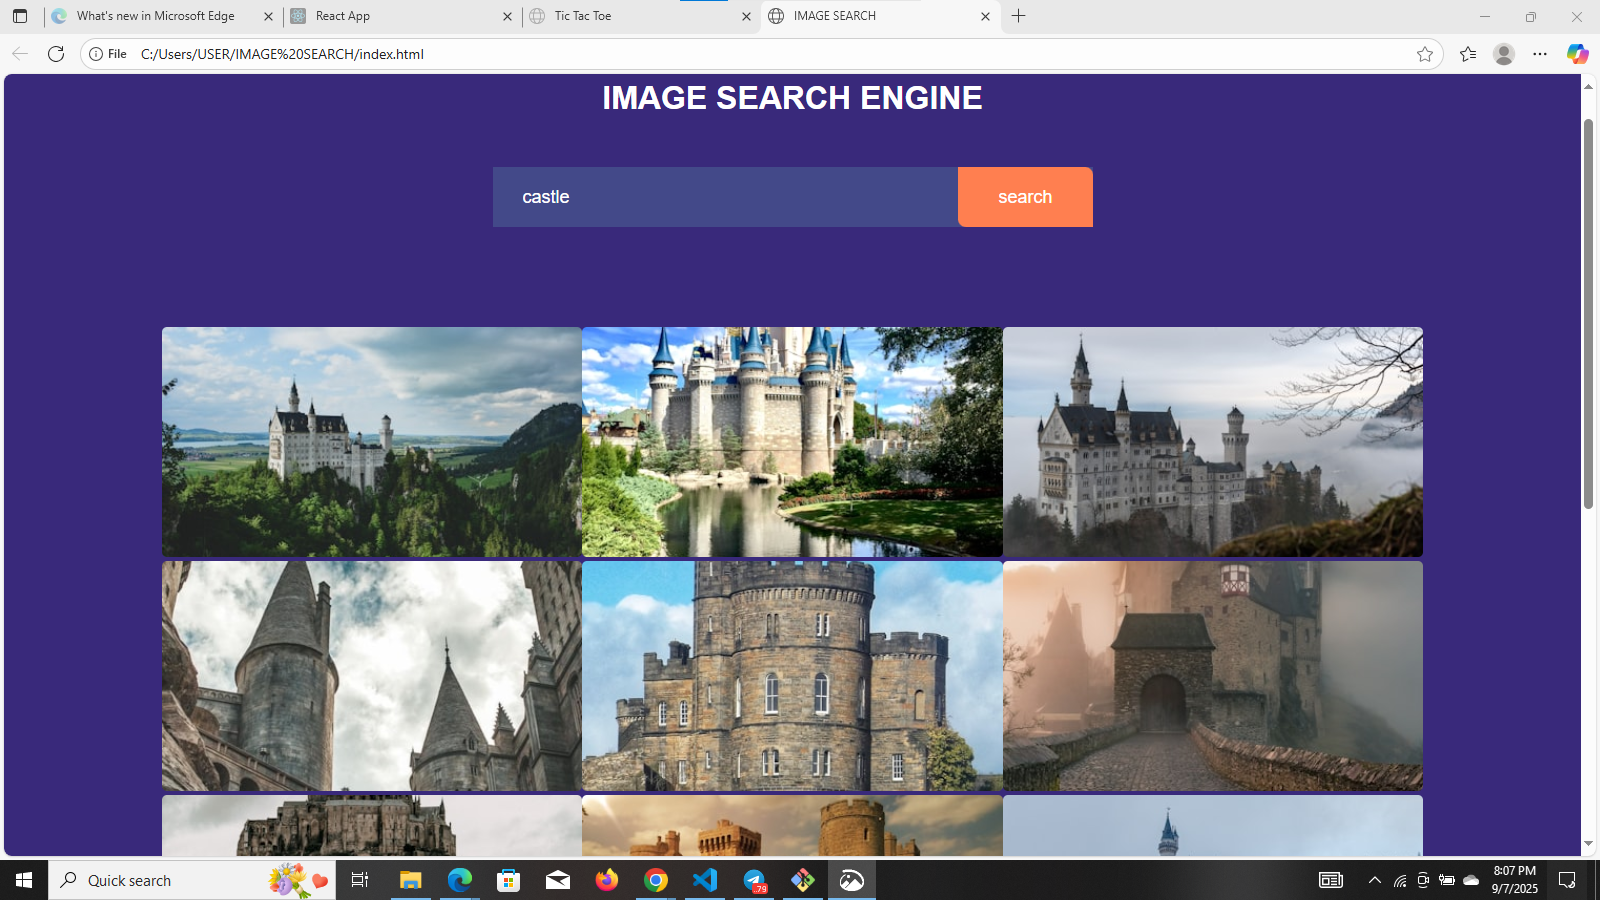 What's new in Microsoft Edge
React App
Tic Tac Toe
IMAGE SEARCH
File
C:/Users/USER/IMAGE%20SEARCH/index.html
IMAGE SEARCH ENGINE
castle
search
Quick search
.79
8:07 PM
9/7/2025